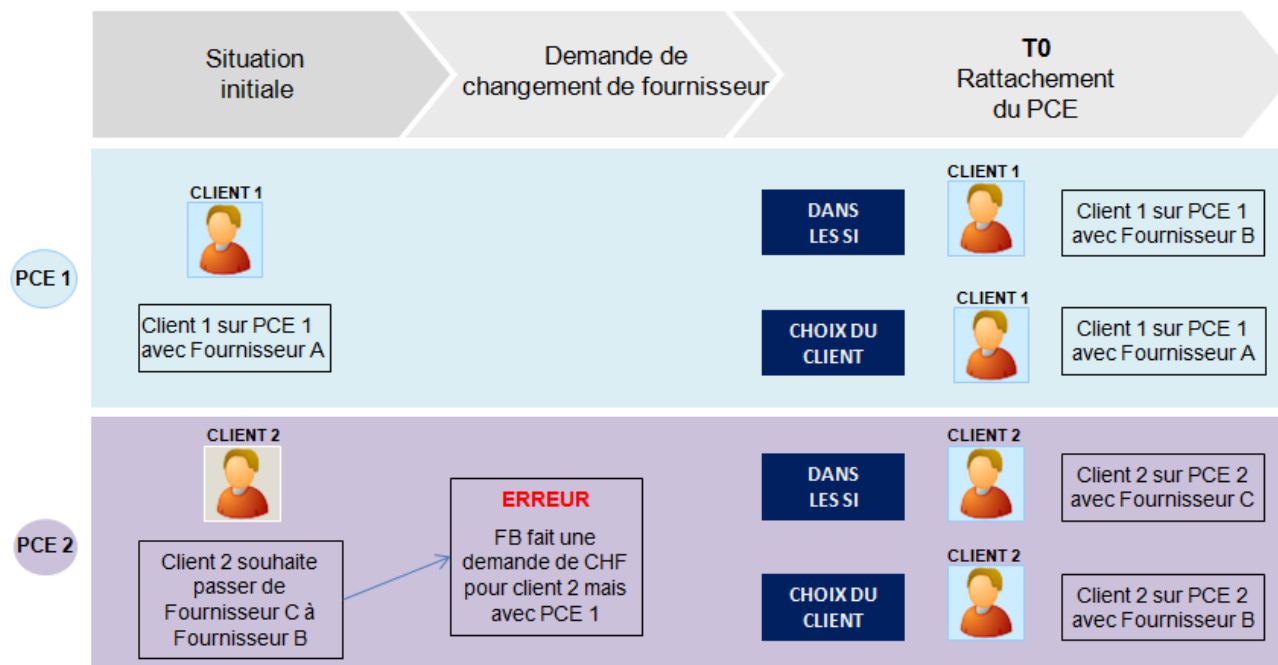 Situation
initiale
Demande de
changement de fournisseur
T0
Rattachement
du PCE
PCE 1
CLIENT 1
Client 1 sur PCE 1
avec Fournisseur A
DANS
LES SI
CLIENT 1
Client 1 sur PCE 1
avec Fournisseur B
CHOIX DU
CLIENT
CLIENT 1
Client 1 sur PCE 1
avec Fournisseur A
PCE 2
CLIENT 2
Client 2 souhaite
passer de
Fournisseur C à
Fournisseur B
ERREUR
FB fait une
demande de CHF
pour client 2 mais
avec PCE 1
DANS
LES SI
CLIENT 2
Client 2 sur PCE 2
avec Fournisseur C
CHOIX DU
CLIENT
CLIENT 2
Client 2 sur PCE 2
avec Fournisseur B